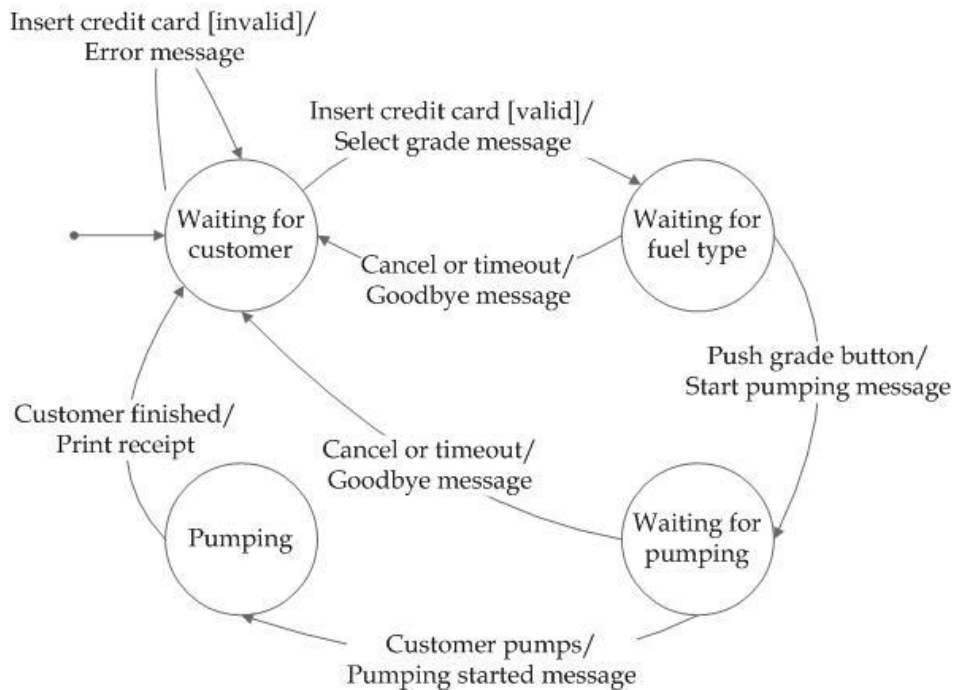 Insert credit card [invalid]/
Error message
Insert credit card [valid]/
Select grade message
Waiting for
customer
Waiting for
fuel type
Cancel or timeout/
Goodbye message
Push grade button/
Start pumping message
Customer finished/
Print receipt
Cancel or timeout/
Goodbye message
Pumping
Waiting for
pumping
Customer pumps/
Pumping started message